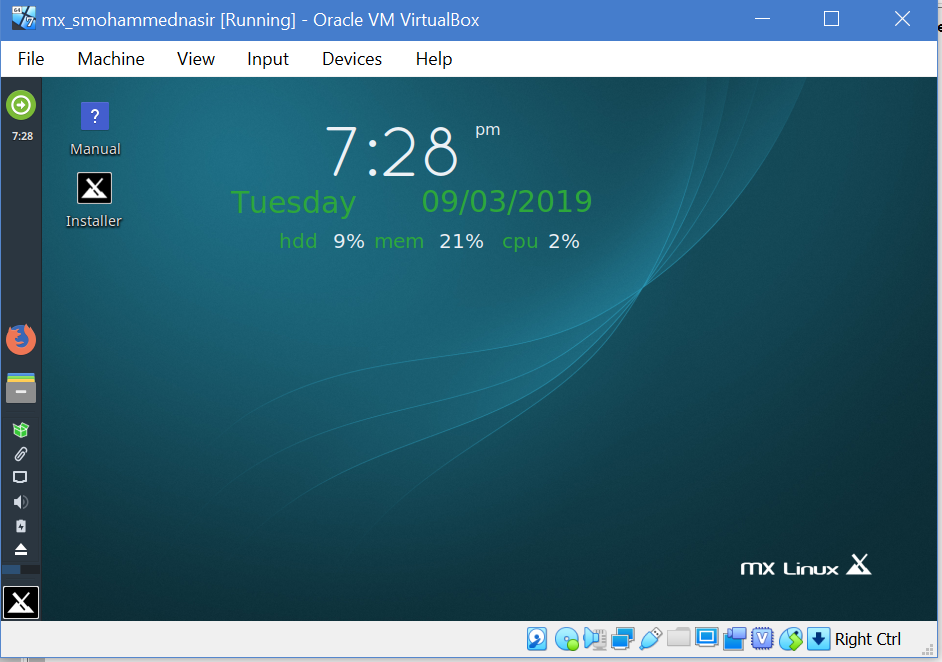 mx_smohammednasir [Running] - Oracle VM VirtualBox
File Machine View Input Devices Help
7:28
?
Manual
Installer
7:28 pm
Tuesday 09/03/2019
hdd 9% mem 21% cpu 2%
mx Linux
Right Ctrl